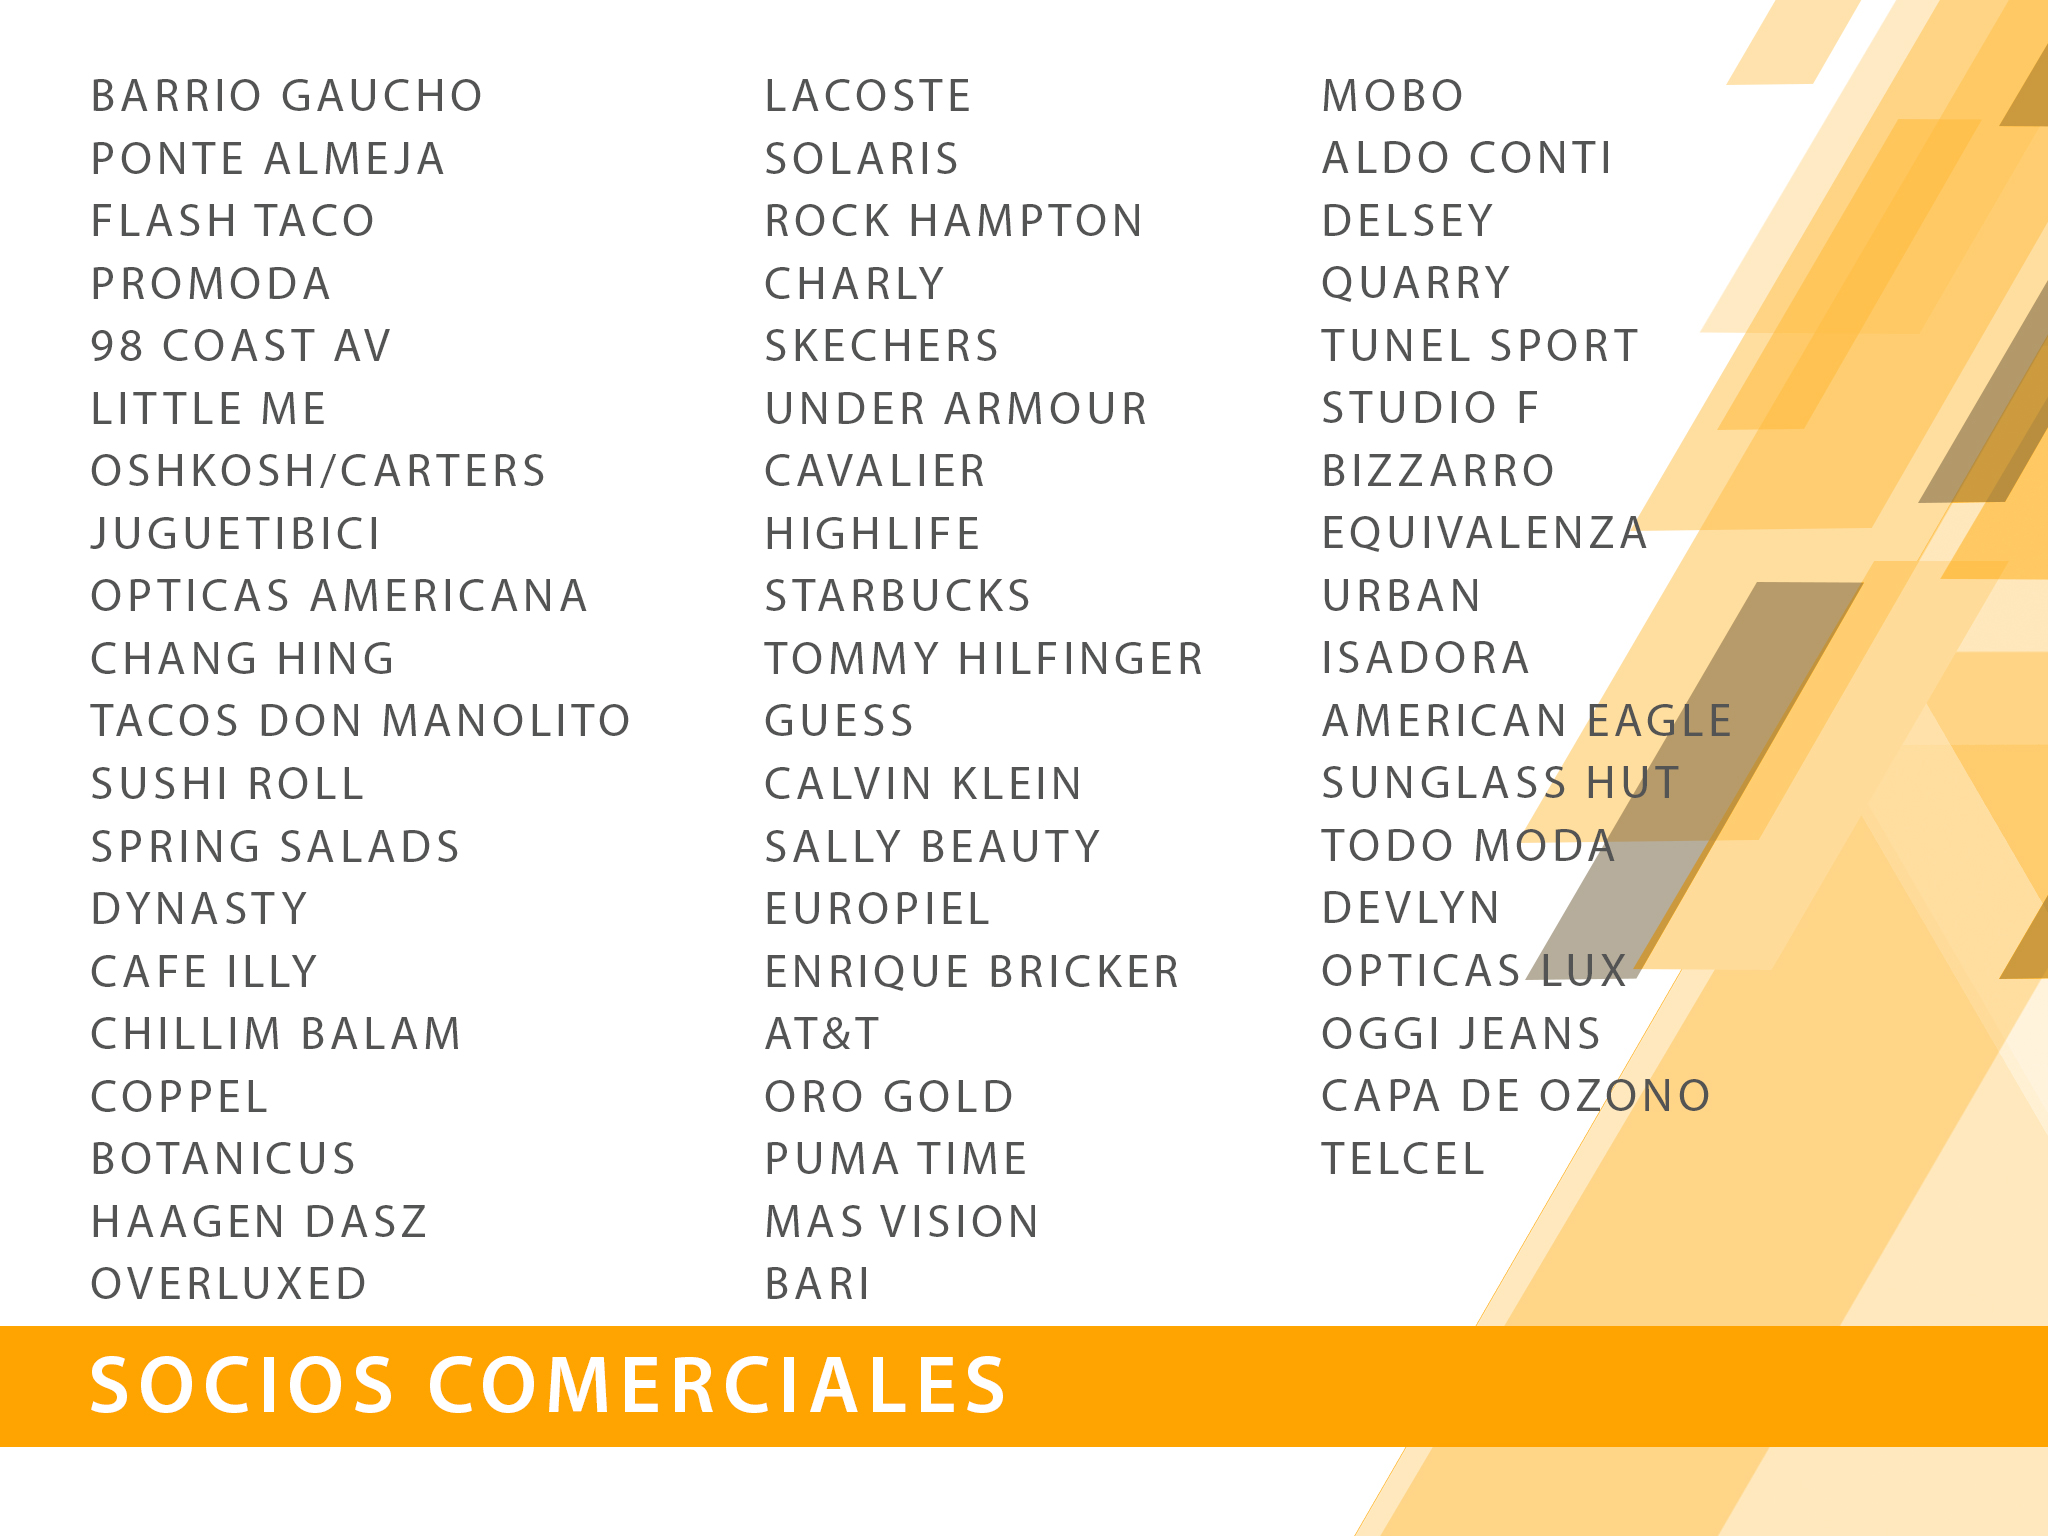 BARRIO GAUCHO
PONTE ALMEJA
FLASH TACO
PROMODA
98 COAST AV
LITTLE ME
OSHKOSH/CARTERS
JUGUETIBICI
OPTICAS AMERICANA
CHANG HING
TACOS DON MANOLITO
SUSHI ROLL
SPRING SALADS
DYNASTY
CAFE ILLY
CHILLIM BALAM
COPPEL
BOTANICUS
HAAGEN DASZ
OVERLUXED
LACOSTE
SOLARIS
ROCK HAMPTON
CHARLY
SKECHERS
UNDER ARMOUR
CAVALIER
HIGHLIFE
STARBUCKS
TOMMY HILFINGER
GUESS
CALVIN KLEIN
SALLY BEAUTY
EUROPIEL
ENRIQUE BRICKER
AT&T
ORO GOLD
PUMA TIME
MAS VISION
BARI
MOBO
ALDO CONTI
DELSEY
QUARRY
TUNEL SPORT
STUDIO F
BIZZARRO
EQUIVALENZA
URBAN
ISADORA
AMERICAN EAGLE
SUNGLASS HUT
TODO MODA
DEVLYN
OPTICAS LUX
OGGI JEANS
CAPA DE OZONO
TELCEL
SOCIOS COMERCIALES